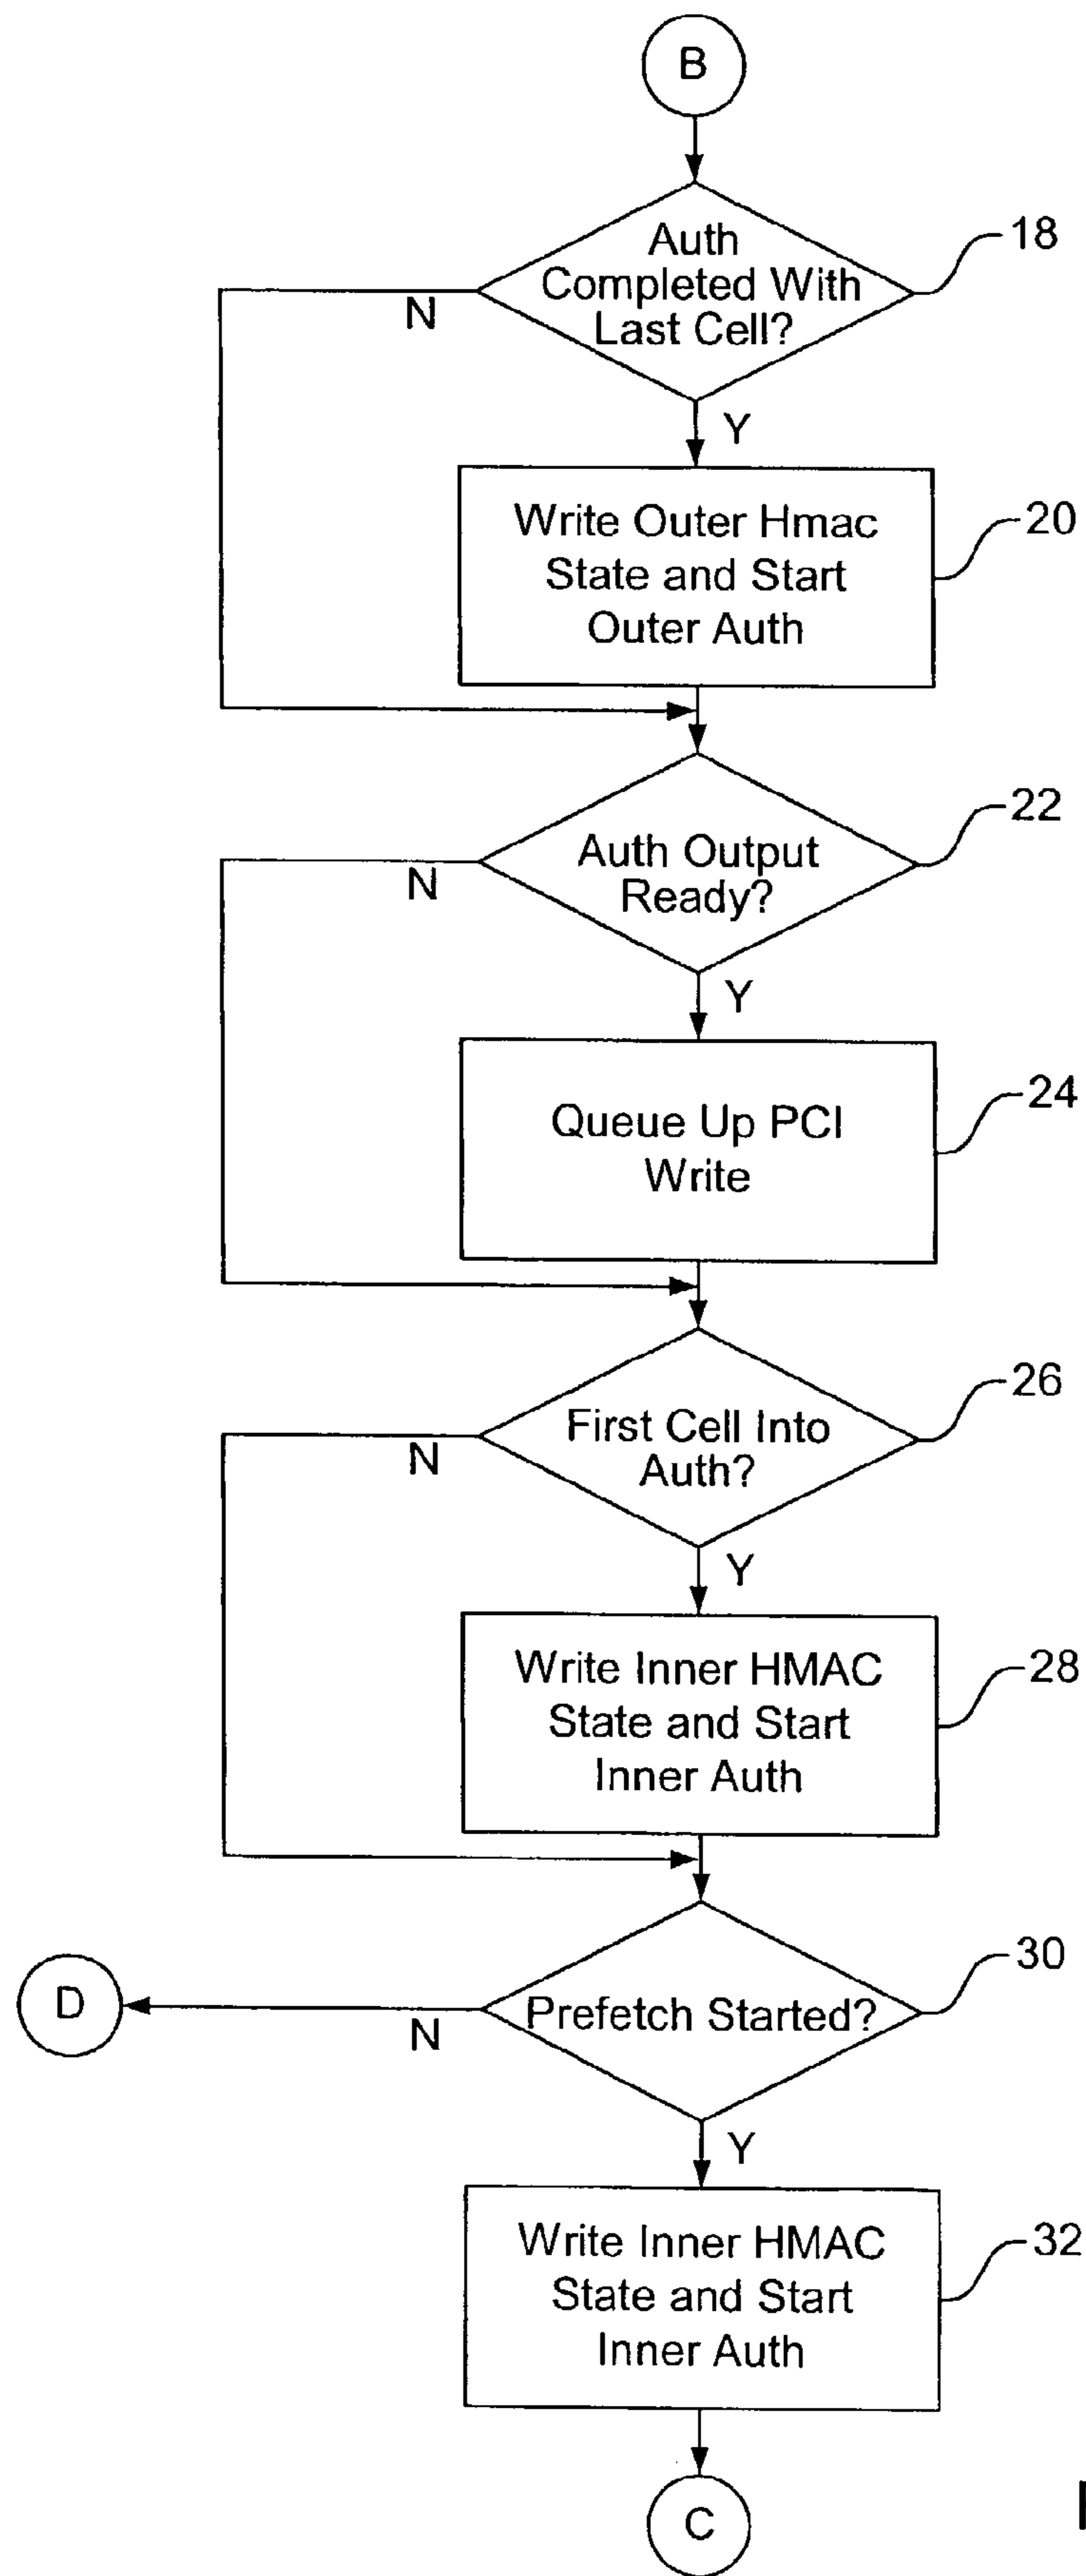 B
Auth
Completed With
Last Cell?
18
N
Y
Write Outer Hmac
State and Start
Outer Auth
20
Auth Output
Ready?
22
N
Y
Queue Up PCI
Write
24
First Cell Into
Auth?
26
N
Y
Write Inner HMAC
State and Start
Inner Auth
28
D
N
Prefetch Started?
30
Y
Write Inner HMAC
State and Start
Inner Auth
32
C